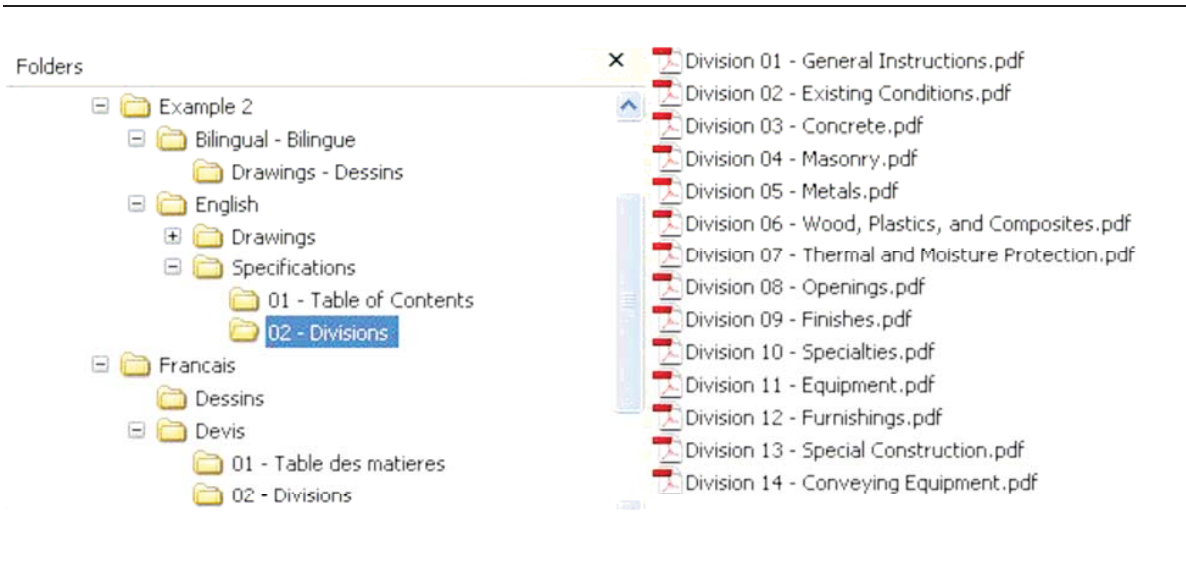 Folders
Example 2
Bilingual - Bilingue
Drawings - Dessins
English
Drawings
Specifications
01 - Table of Contents
02 - Divisions
Francais
Dessins
Devis
01 - Table des matieres
02 - Divisions
Division 01 - General Instructions.pdf
Division 02 - Existing Conditions.pdf
Division 03 - Concrete.pdf
Division 04 - Masonry.pdf
Division 05 - Metals.pdf
Division 06 - Wood, Plastics, and Composites.pdf
Division 07 - Thermal and Moisture Protection.pdf
Division 08 - Openings.pdf
Division 09 - Finishes.pdf
Division 10 - Specialties.pdf
Division 11 - Equipment.pdf
Division 12 - Furnishings.pdf
Division 13 - Special Construction.pdf
Division 14 - Conveying Equipment.pdf